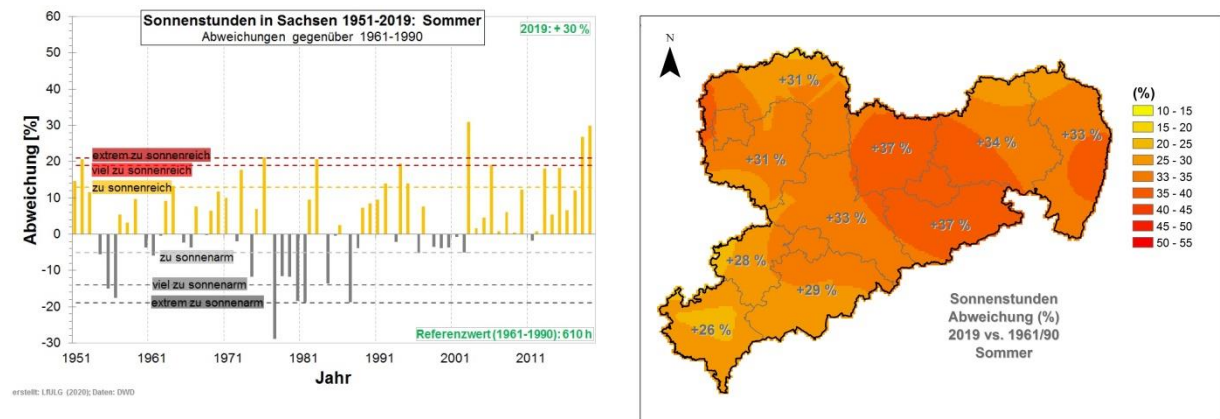 Sonnenstunden in Sachsen 1951-2019: Sommer
Abweichungen gegenüber 1961-1990
2019: + 30 %
Abweichung [%]
60
50
40
30
20
10
0
-10
-20
-30
extrem zu sonnenreich
viel zu sonnenreich
zu sonnenreich
zu sonnenarm
viel zu sonnenarm
extrem zu sonnenarm
Referenzwert (1961-1990): 610 h
1951 1961 1971 1981 1991 2001 2011
Jahr
erstellt: LfULG (2020); Daten: DWD
N
+31 %
+31 %
+37 %
+34 %
+33 %
+33 %
+37 %
+28 %
+29 %
+26 %
(%)
10 - 15
15 - 20
20 - 25
25 - 30
33 - 35
35 - 40
40 - 45
45 - 50
50 - 55
Sonnenstunden
Abweichung (%)
2019 vs. 1961/90
Sommer